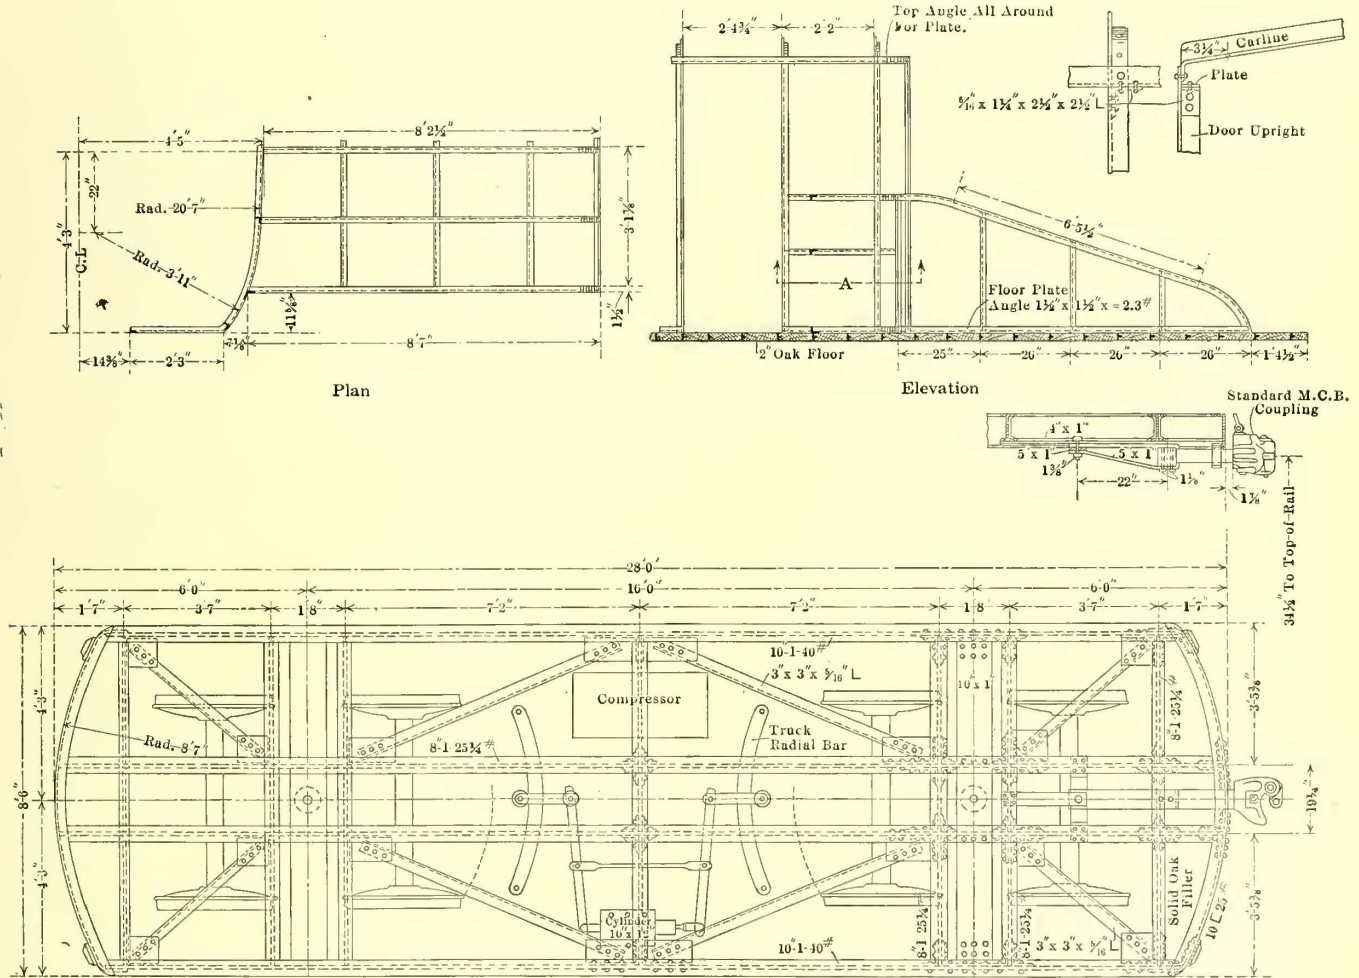 Top Angle All Around
For Plate.
2'4¾"
2'2"
3¼"
Carline
Plate
5/16" x 1¼" x 2½" x 2½" L
Door Upright
4'5"
8'2½"
22"
Rad. 20'7"
4'3"
C.L.
Rad. 3'11"
3'1⅛"
11⅜"
1½"
7⅛"
14⅜"
2'3"
8'7"
Plan
6'5½"
A
Floor Plate
Angle 1½" x 1½" x = 2.3#
2" Oak Floor
25"
26"
26"
26"
1'4½"
Elevation
Standard M.C.B.
Coupling
4" x 1"
5 x 1"
5 x 1
1⅜"
22"
1⅛"
1⅞"
34½" To Top-of-Rail
28'0"
6'0"
16'0"
6'0"
1'7"
3'7"
1'8"
7'2"
7'2"
1'8
3'7"
1'7"
10-1-40#
3" x 3" x 5/16" L
10" x 1"
Compressor
Truck
Radial Bar
8-1-25¼#
8-1-25¼#
Rad. 8'7"
4'3"
8'6"
4'3"
3'5⅜"
19¼"
3'5⅜"
Cylinder
10" x 1
10"-1-40#
8-1 25¼#
8-1-25¼
3" x 3" x 5/16" L
Solid Oak
Filler
10 [ 25#